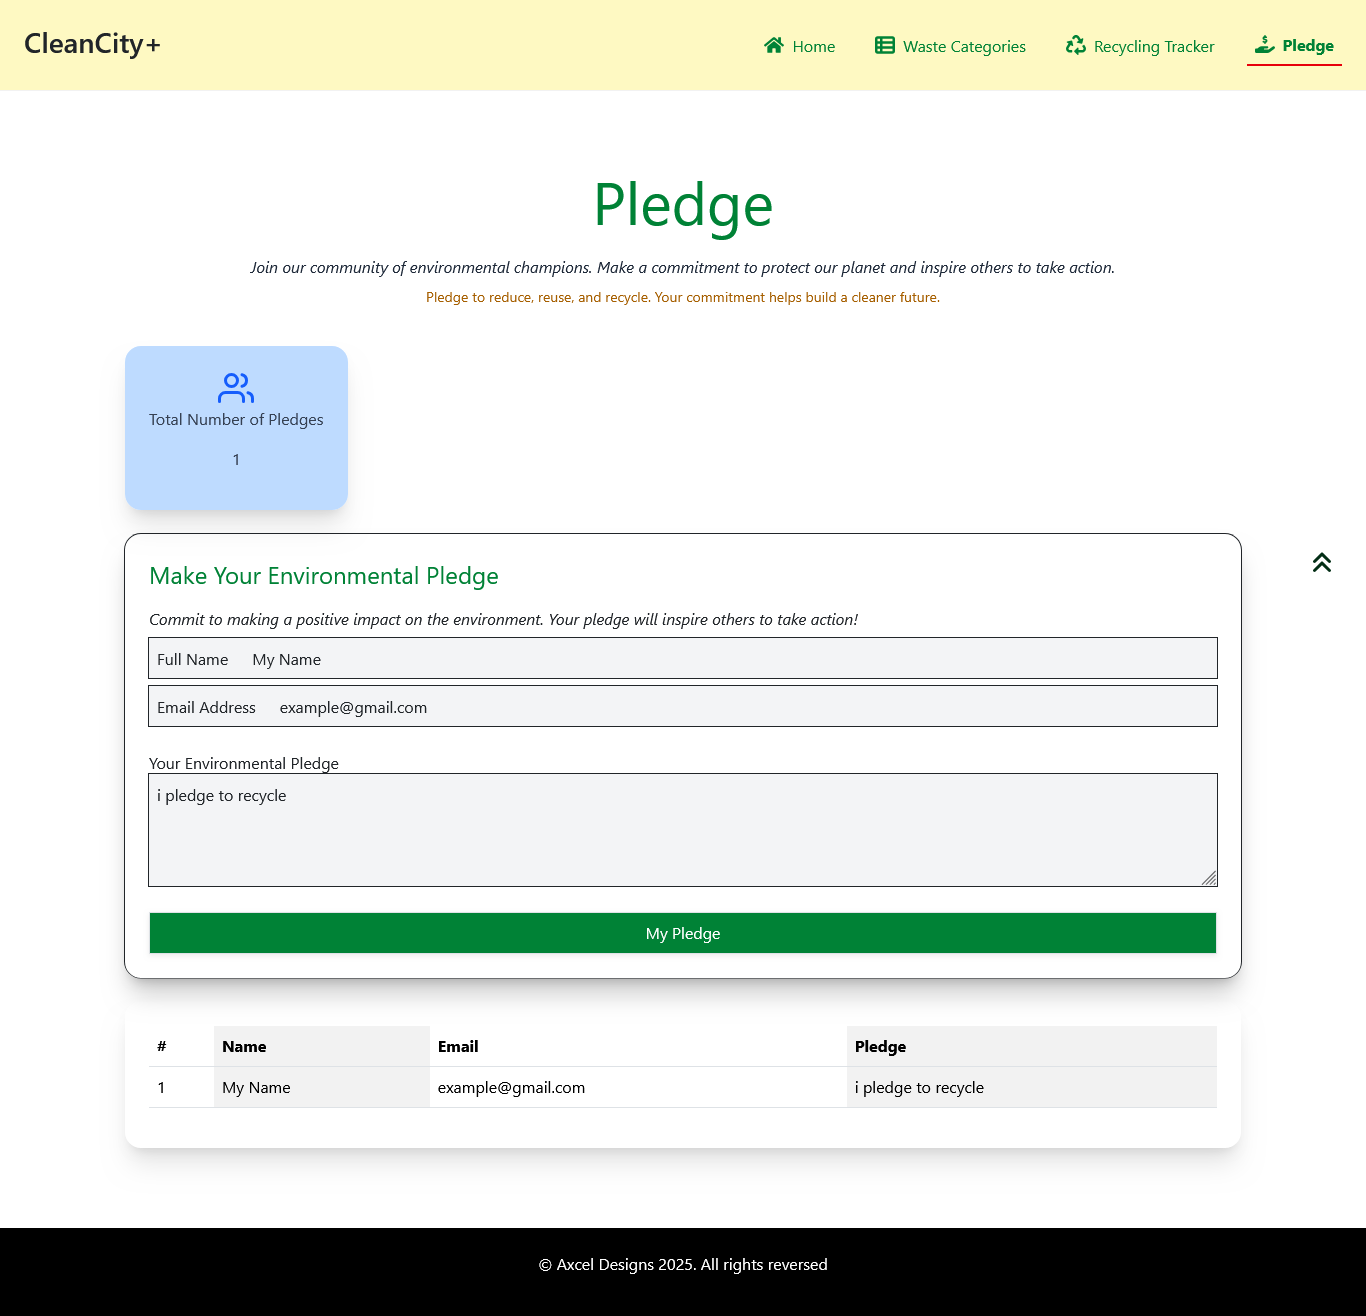 CleanCity+
Home
Waste Categories
Recycling Tracker
Pledge
Pledge
Join our community of environmental champions. Make a commitment to protect our planet and inspire others to take action.
Pledge to reduce, reuse, and recycle. Your commitment helps build a cleaner future.
Total Number of Pledges
1
Make Your Environmental Pledge
Commit to making a positive impact on the environment. Your pledge will inspire others to take action!
Full Name My Name
Email Address example@gmail.com
Your Environmental Pledge
i pledge to recycle
My Pledge
# Name Email Pledge
1 My Name example@gmail.com i pledge to recycle
© Axcel Designs 2025. All rights reversed